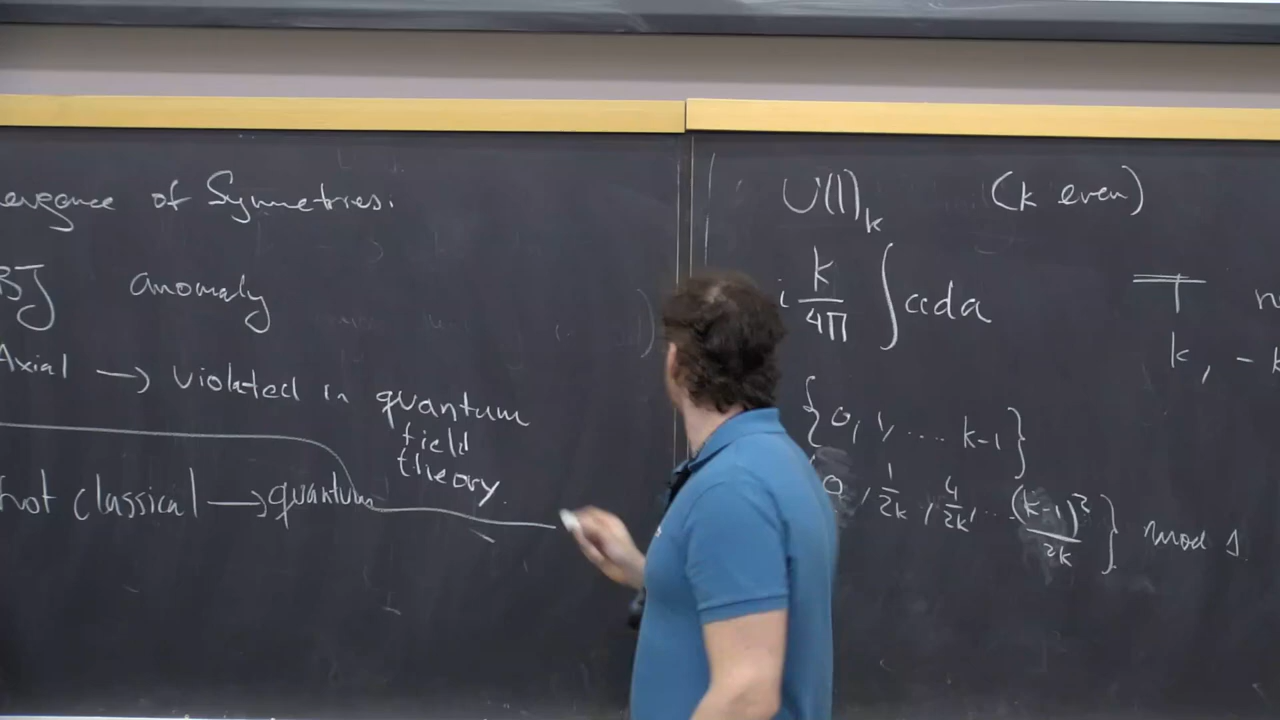 ergence of Symmetries:
BJ anomaly
Axial → violated in quantum
field
theory.
not classical → quantum
U(1)_k (k even)
i k/4π ∫ ada
T
k, -k
{0, 1, .... k-1}
{0, 1/2k, 4/2k, ... (k-1)²/2k} mod 1